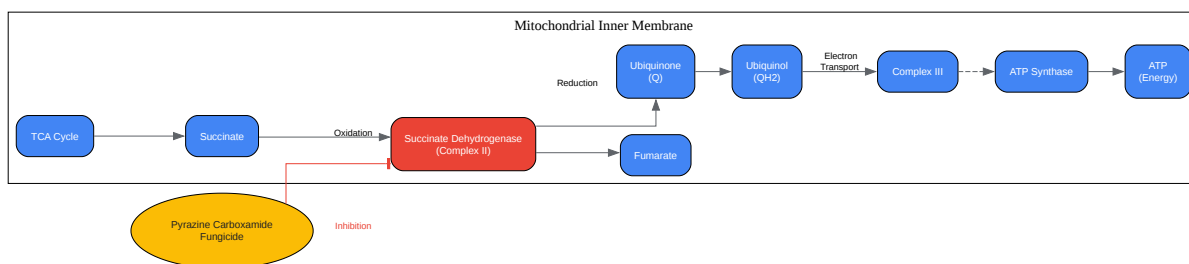 Mitochondrial Inner Membrane
TCA Cycle
Succinate
Oxidation
Succinate Dehydrogenase
(Complex II)
Reduction
Ubiquinone
(Q)
Ubiquinol
(QH2)
Electron
Transport
Complex III
ATP Synthase
ATP
(Energy)
Fumarate
Pyrazine Carboxamide
Fungicide
Inhibition